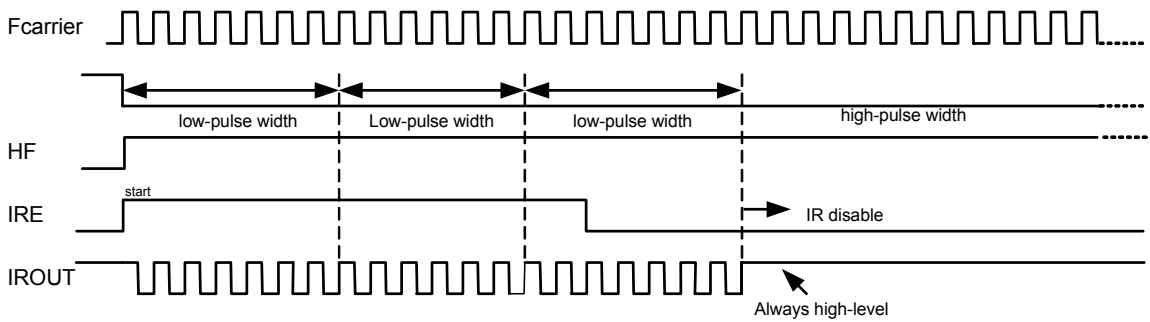 Fcarrier
low-pulse width
Low-pulse width
low-pulse width
high-pulse width
HF
start
IRE
IR disable
IROUT
Always high-level